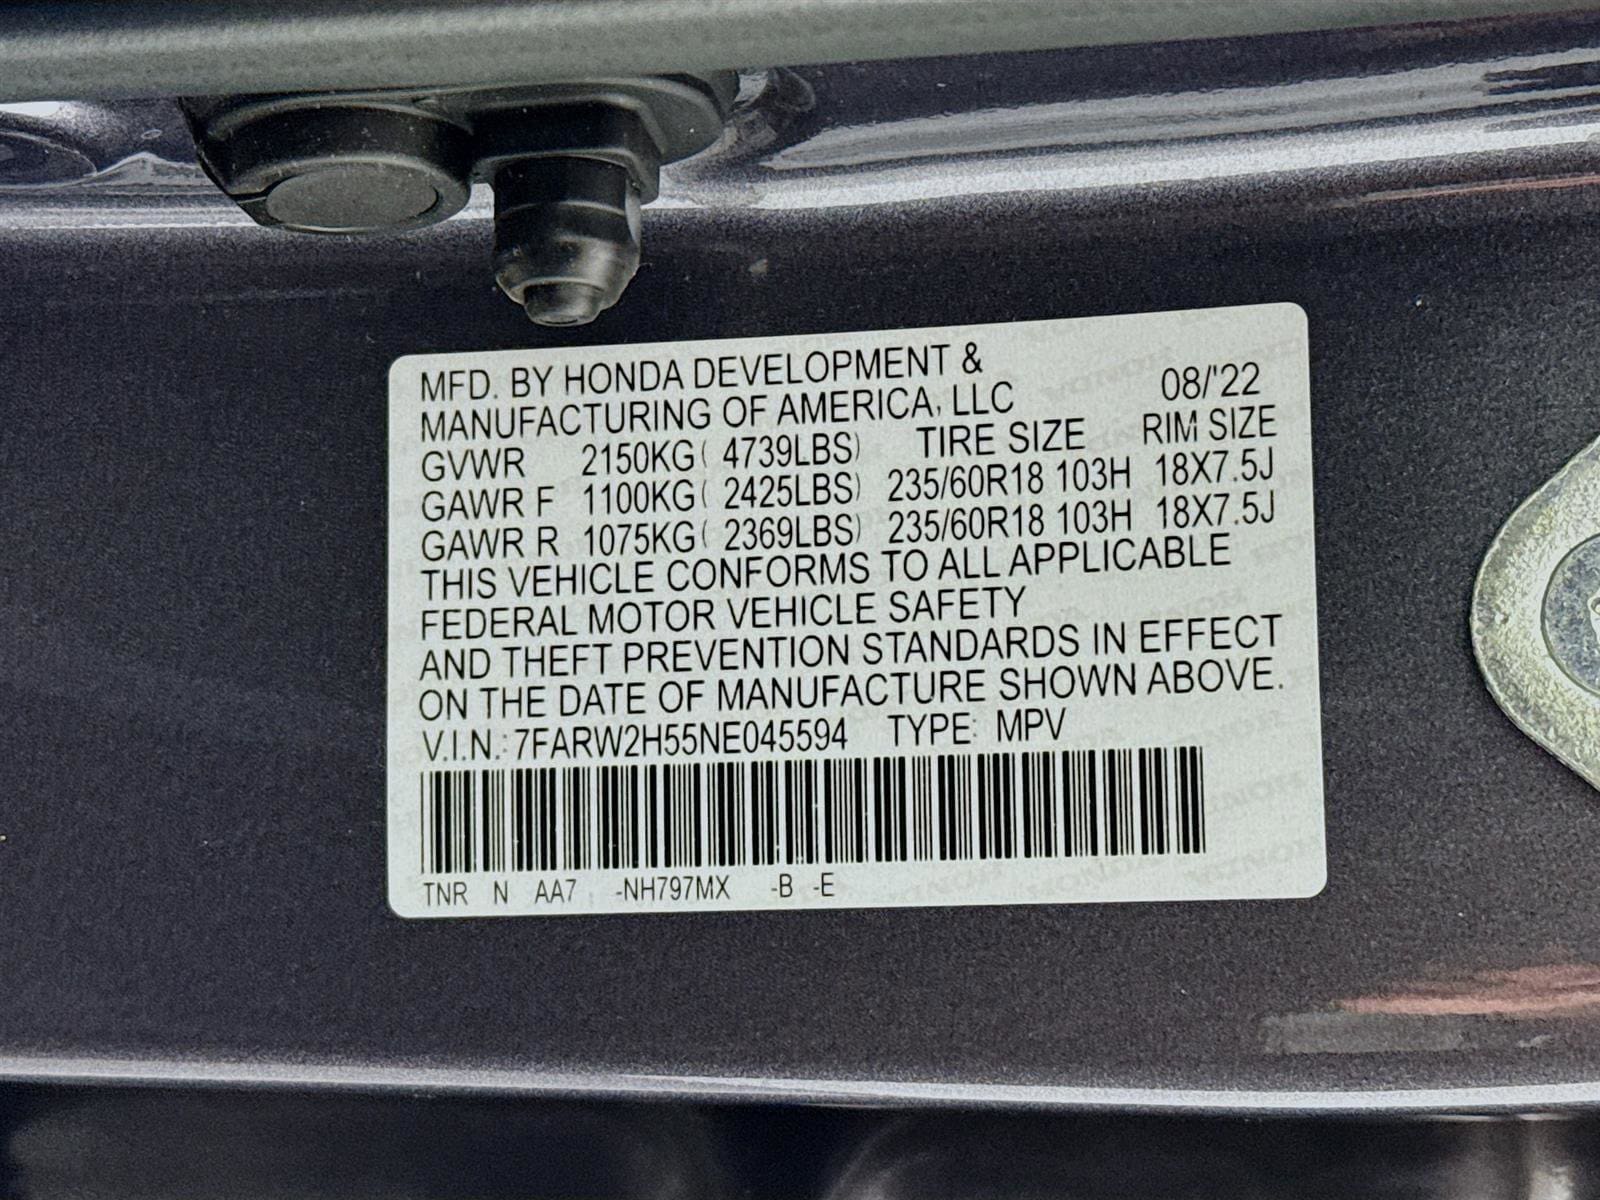 MFD. BY HONDA DEVELOPMENT &
MANUFACTURING OF AMERICA, LLC 08/'22
GVWR 2150KG( 4739LBS) TIRE SIZE RIM SIZE
GAWR F 1100KG( 2425LBS) 235/60R18 103H 18X7.5J
GAWR R 1075KG( 2369LBS) 235/60R18 103H 18X7.5J
THIS VEHICLE CONFORMS TO ALL APPLICABLE
FEDERAL MOTOR VEHICLE SAFETY
AND THEFT PREVENTION STANDARDS IN EFFECT
ON THE DATE OF MANUFACTURE SHOWN ABOVE.
V.I.N.: 7FARW2H55NE045594 TYPE: MPV
TNR N AA7 -NH797MX -B -E